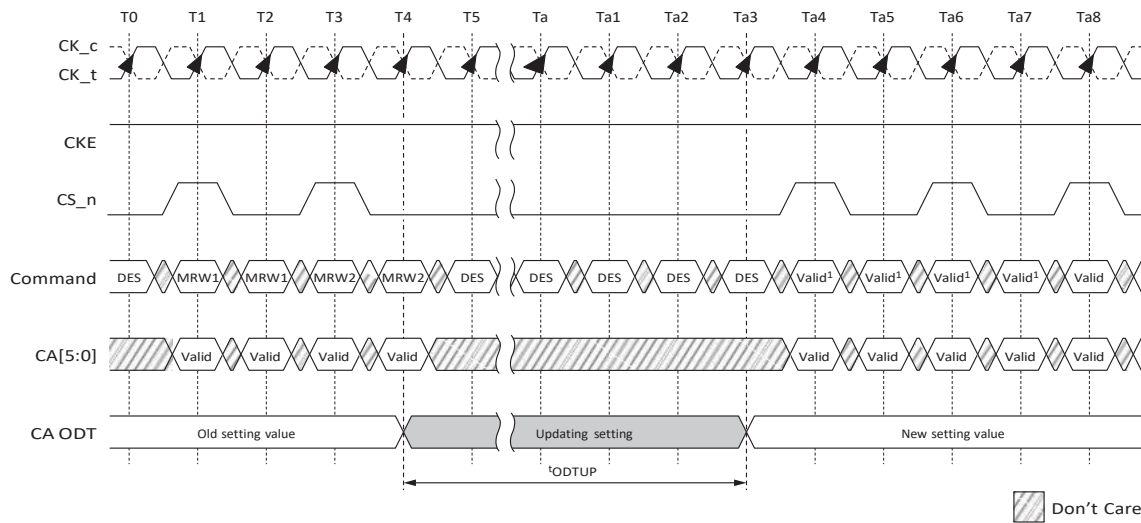 T0 T1 T2 T3 T4 T5 Ta Ta1 Ta2 Ta3 Ta4 Ta5 Ta6 Ta7 Ta8
CK_c
CK_t
CKE
CS_n
Command DES MRW1 MRW1 MRW2 MRW2 DES DES DES DES DES Valid¹ Valid¹ Valid¹ Valid¹ Valid
CA[5:0] Valid Valid Valid Valid Valid Valid Valid Valid Valid
CA ODT Old setting value Updating setting New setting value
ᵗODTUP
Don't Care